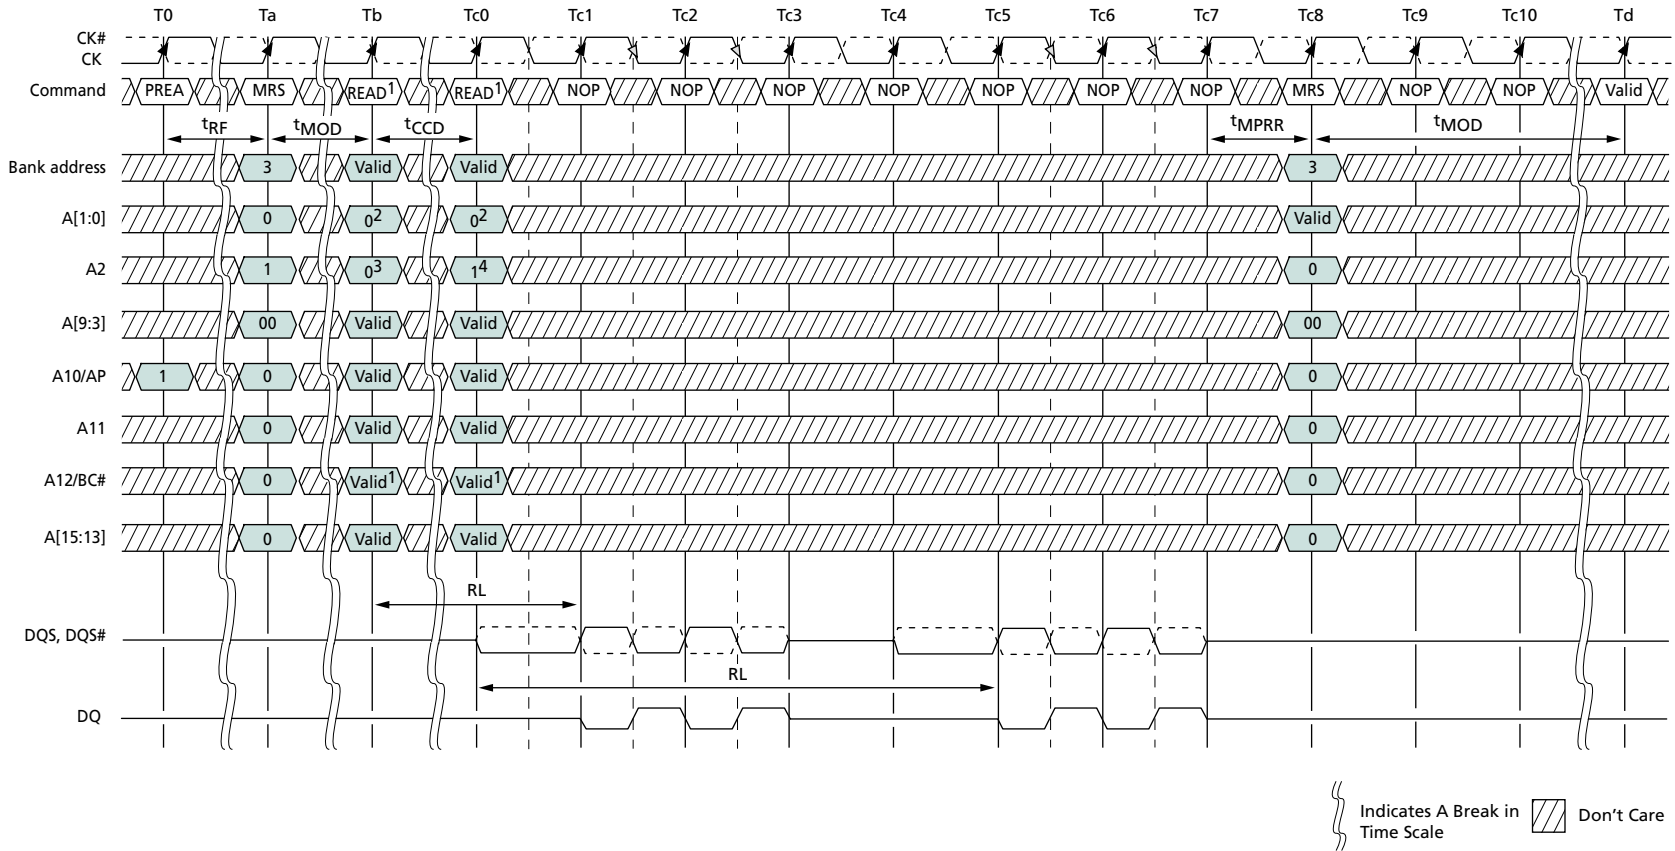 T0 Ta Tb Tc0 Tc1 Tc2 Tc3 Tc4 Tc5 Tc6 Tc7 Tc8 Tc9 Tc10 Td
CK#
CK
Command PREA MRS READ1 READ1 NOP NOP NOP NOP NOP NOP NOP MRS NOP NOP Valid
tRF tMOD tCCD tMPRR tMOD
Bank address 3 Valid Valid 3
A[1:0] 0 02 02 Valid
A2 1 03 14 0
A[9:3] 00 Valid Valid 00
A10/AP 1 0 Valid Valid 0
A11 0 Valid Valid 0
A12/BC# 0 Valid1 Valid1 0
A[15:13] 0 Valid Valid 0
RL
DQS, DQS#
RL
DQ
Indicates A Break in
Time Scale
Don't Care